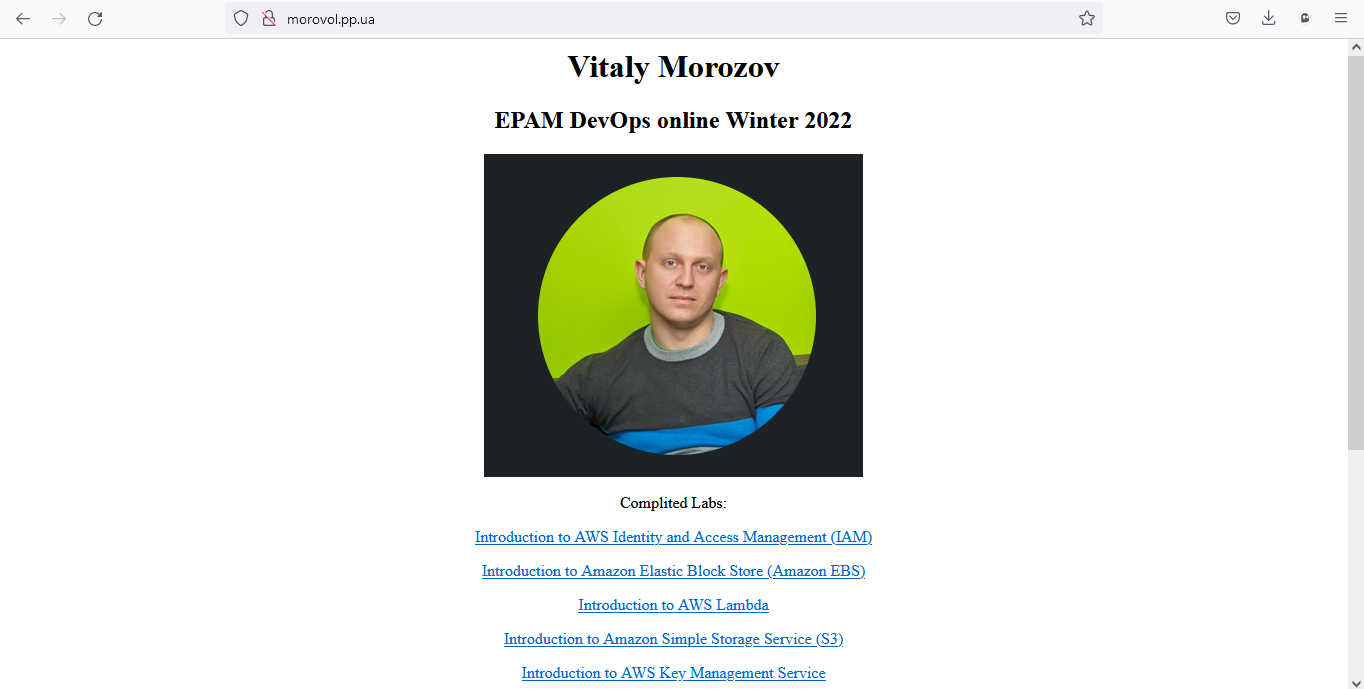 morovol.pp.ua
Vitaly Morozov
EPAM DevOps online Winter 2022
Complited Labs:
Introduction to AWS Identity and Access Management (IAM)
Introduction to Amazon Elastic Block Store (Amazon EBS)
Introduction to AWS Lambda
Introduction to Amazon Simple Storage Service (S3)
Introduction to AWS Key Management Service